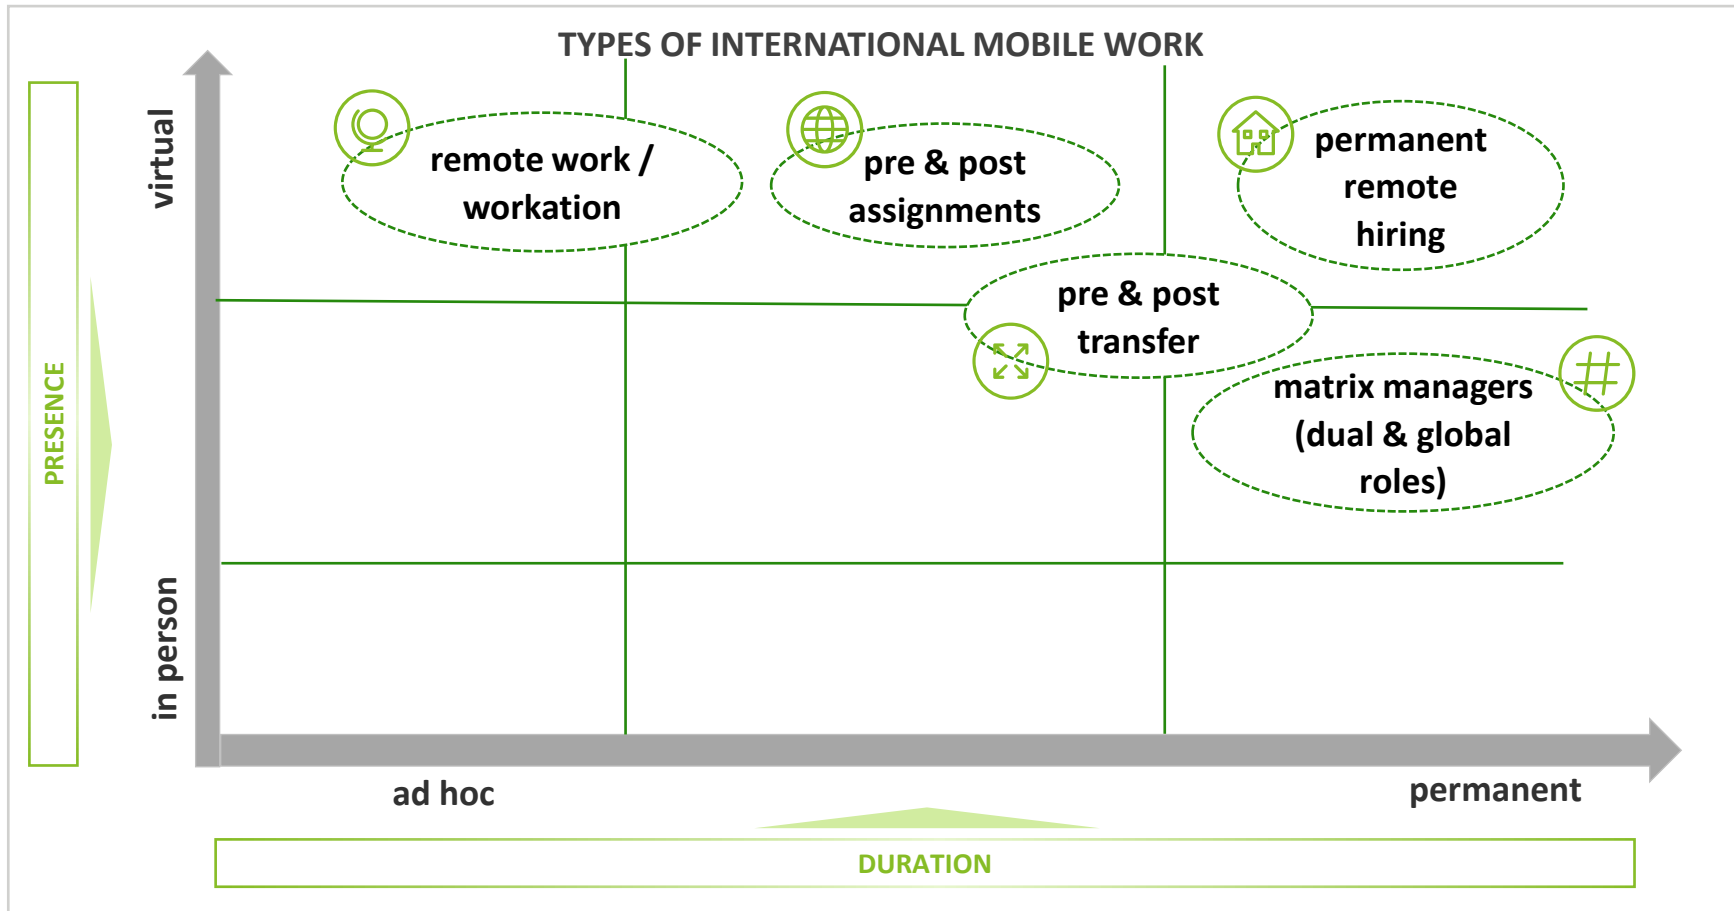 TYPES OF INTERNATIONAL MOBILE WORK
virtual
remote work /
workation
pre & post
assignments
permanent
remote
hiring
pre & post
transfer
PRESENCE
matrix managers
(dual & global
roles)
in person
ad hoc
permanent
DURATION